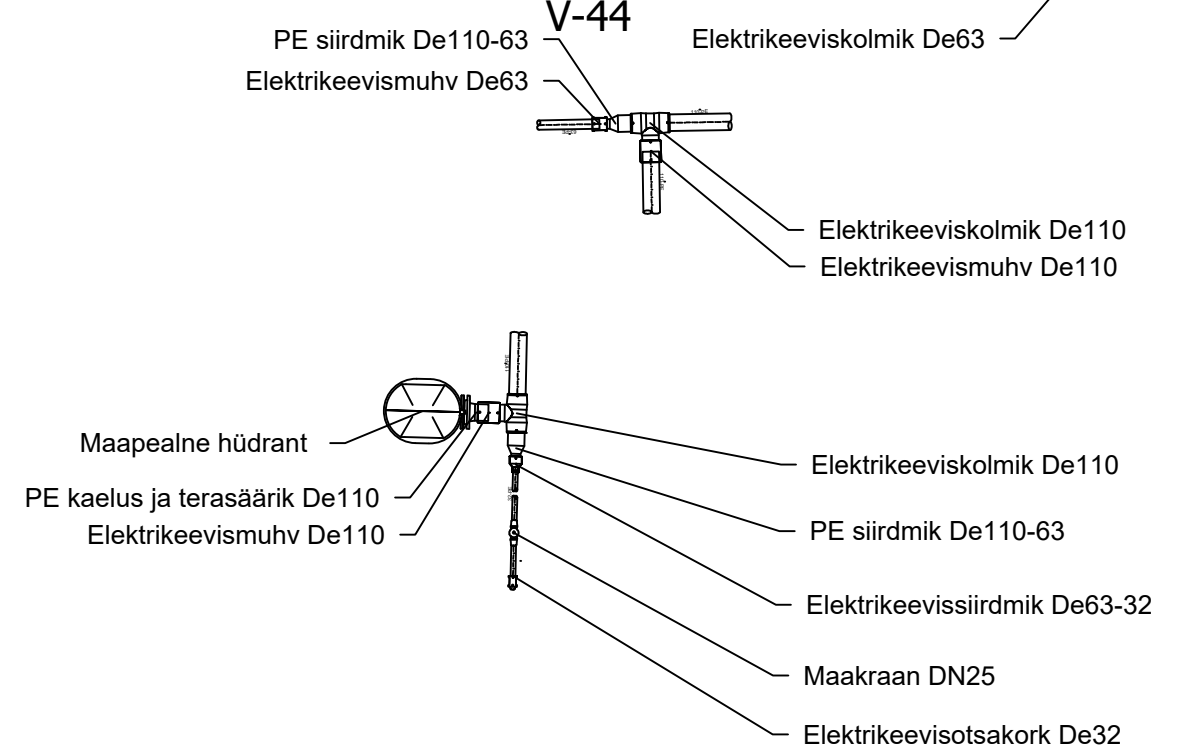 V-44
PE siirdmik De110-63
Elektrikeeviskolmik De63
Elektrikeevismuhv De63
Elektrikeeviskolmik De110
Elektrikeevismuhv De110
Maapealne hüdrant
Elektrikeeviskolmik De110
PE kaelus ja terasäärik De110
Elektrikeevismuhv De110
PE siirdmik De110-63
Elektrikeevissiirdmik De63-32
Maakraan DN25
Elektrikeevisotsakork De32